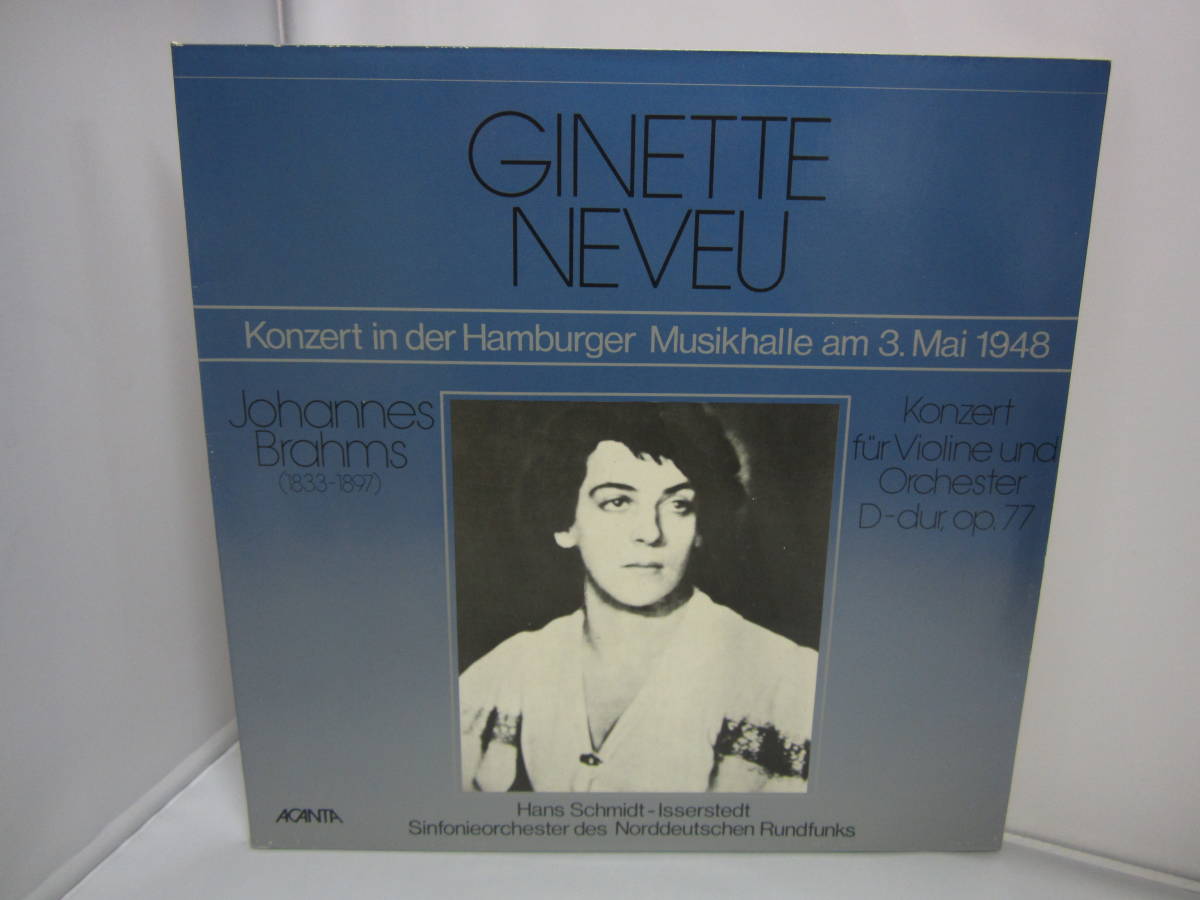 GINETTE
NEVEU
Konzert in der Hamburger Musikhalle am 3. Mai 1948
Johannes
Brahms
(1833-1897)
Konzert
für Violine und
Orchester
D-dur, op. 77
Hans Schmidt-Isserstedt
Sinfonieorchester des Norddeutschen Rundfunks
ACANTA